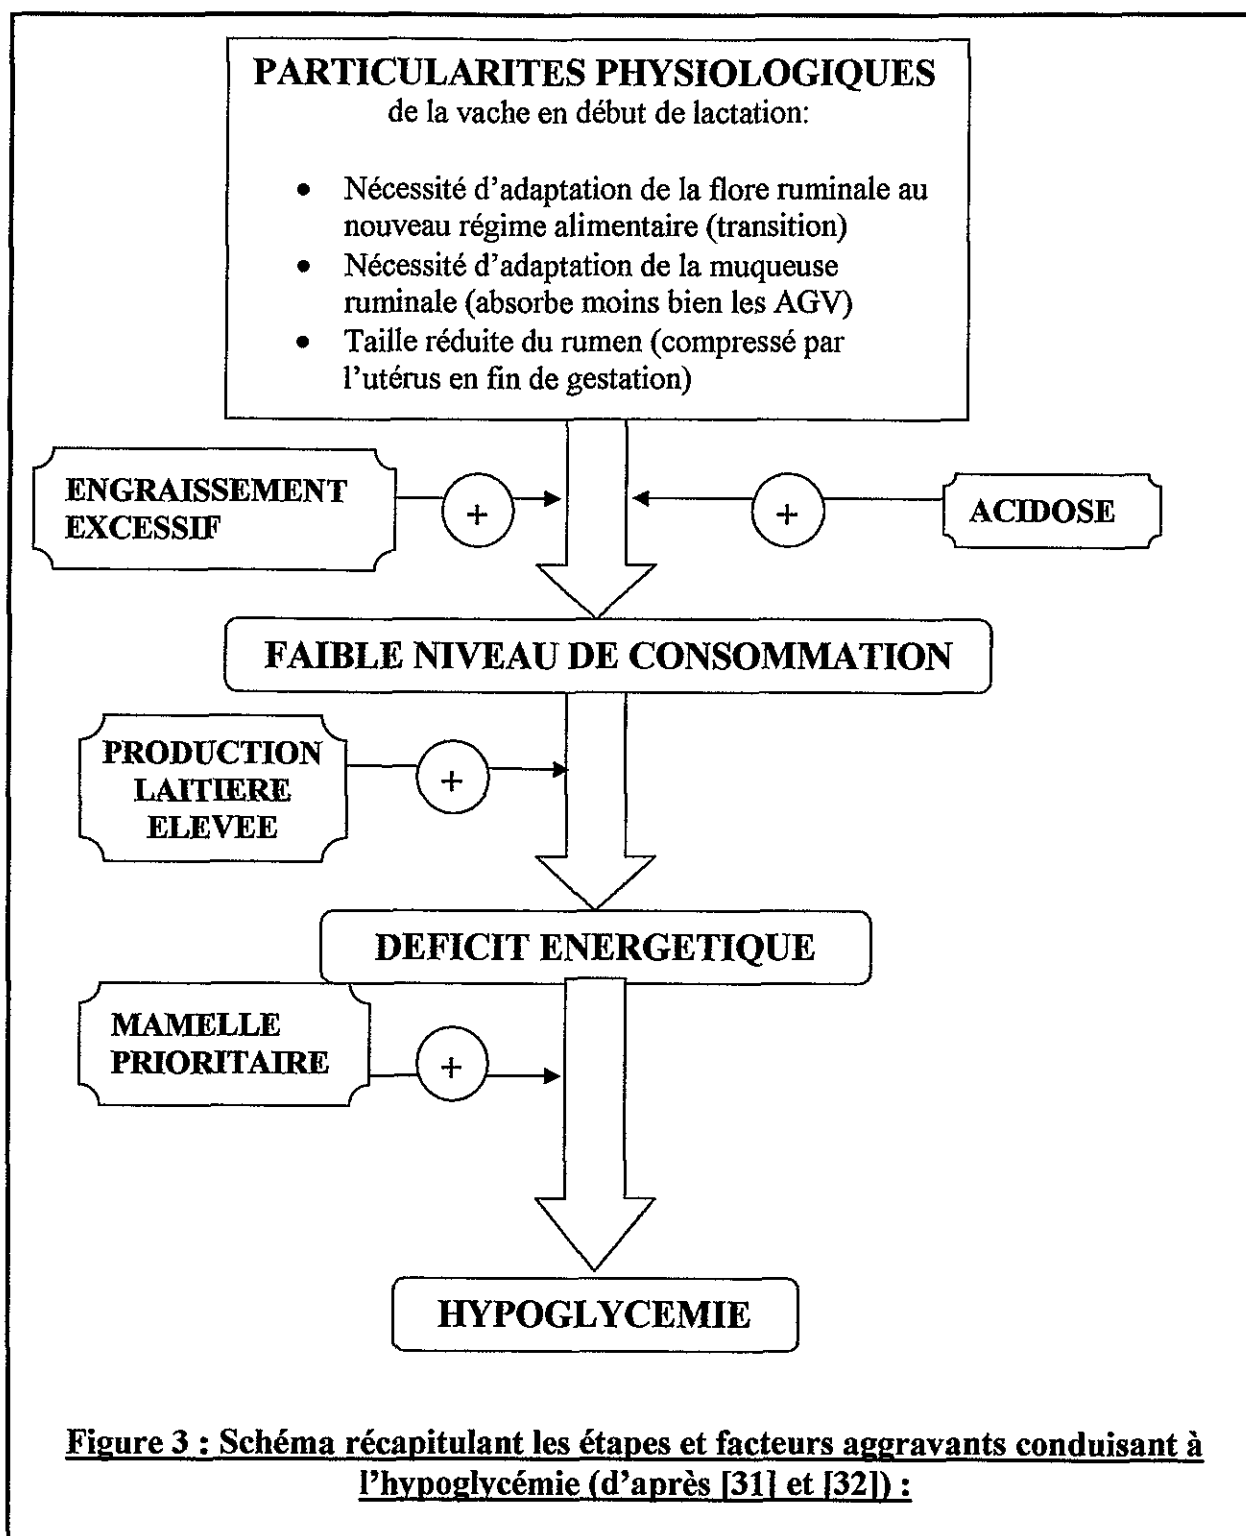 PARTICULARITES PHYSIOLOGIQUES
de la vache en début de lactation:
• Nécessité d’adaptation de la flore ruminale au
nouveau régime alimentaire (transition)
• Nécessité d’adaptation de la muqueuse
ruminale (absorbe moins bien les AGV)
• Taille réduite du rumen (compressé par
l’utérus en fin de gestation)
ENGRAISSEMENT
EXCESSIF
+
+
ACIDOSE
FAIBLE NIVEAU DE CONSOMMATION
PRODUCTION
LAITIERE
ELEVEE
+
DEFICIT ENERGETIQUE
MAMELLE
PRIORITAIRE
+
HYPOGLYCEMIE
Figure 3 : Schéma récapitulant les étapes et facteurs aggravants conduisant à
l’hypoglycémie (d’après [31] et [32]) :